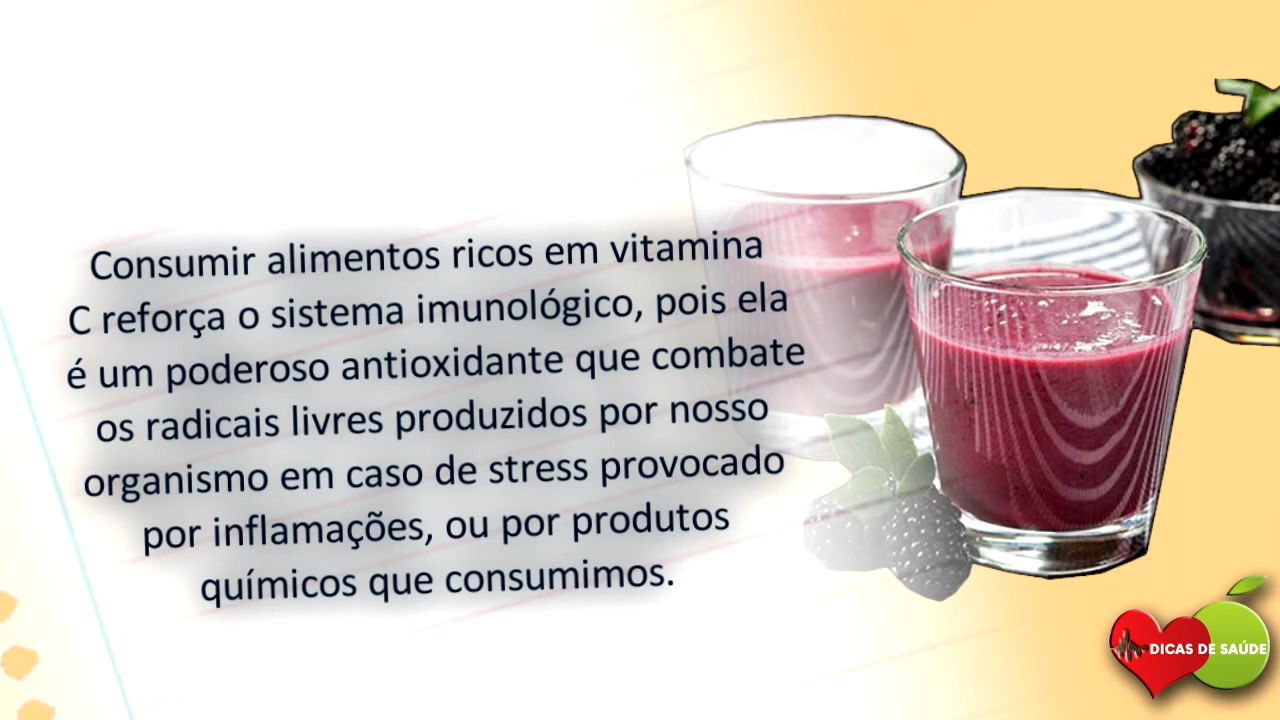 Consumir alimentos ricos em vitamina
C reforça o sistema imunológico, pois ela
é um poderoso antioxidante que combate
os radicais livres produzidos por nosso
organismo em caso de stress provocado
por inflamações, ou por produtos
químicos que consumimos.
DICAS DE SAÚDE